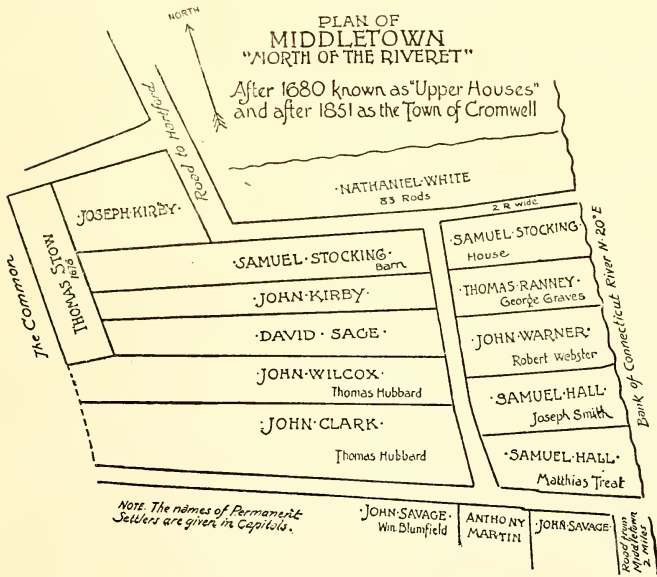 NORTH
PLAN OF
MIDDLETOWN
"NORTH OF THE RIVERET"
After 1680 known as "Upper Houses"
and after 1851 as the Town of Cromwell
Road to Hartford
·NATHANIEL·WHITE
83 Rods
2 R wide
·JOSEPH·KIRBY·
THOMAS STOW
1676
The Common
·SAMUEL·STOCKING·
Barn
·JOHN·KIRBY·
·DAVID·SAGE·
·JOHN·WILCOX·
Thomas Hubbard
·JOHN·CLARK·
Thomas Hubbard
·SAMUEL·STOCKING·
House
·THOMAS·RANNEY·
George Graves
·JOHN·WARNER·
Robert Webster
·SAMUEL·HALL·
Joseph Smith
·SAMUEL·HALL·
Matthias Treat
Bank of Connecticut River N·20°E
NOTE. The names of Permanent
Settlers are given in Capitals.
·JOHN·SAVAGE·
Wm. Blumfield
ANTHONY
MARTIN
·JOHN·SAVAGE·
Road from
Middletown
2 Miles